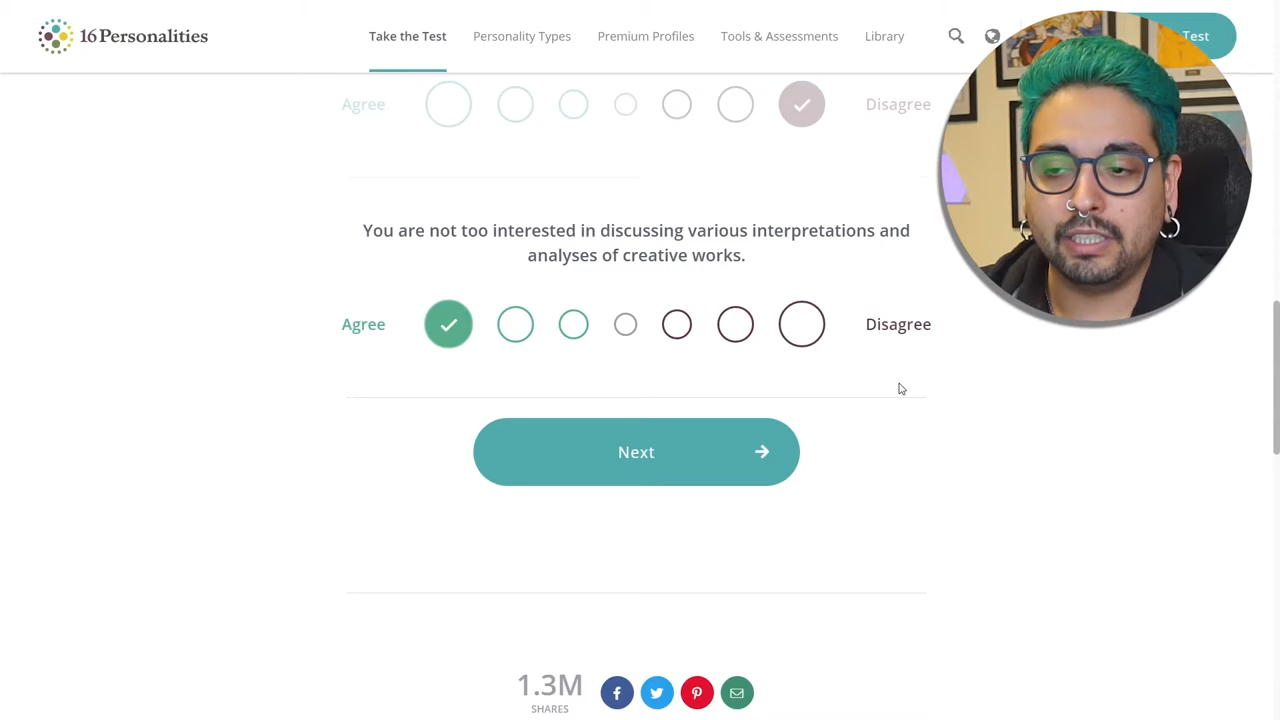 16Personalities
Take the Test
Personality Types
Premium Profiles
Tools & Assessments
Library
Test
Agree
Disagree
You are not too interested in discussing various interpretations and
analyses of creative works.
Agree
Disagree
Next
1.3M
SHARES